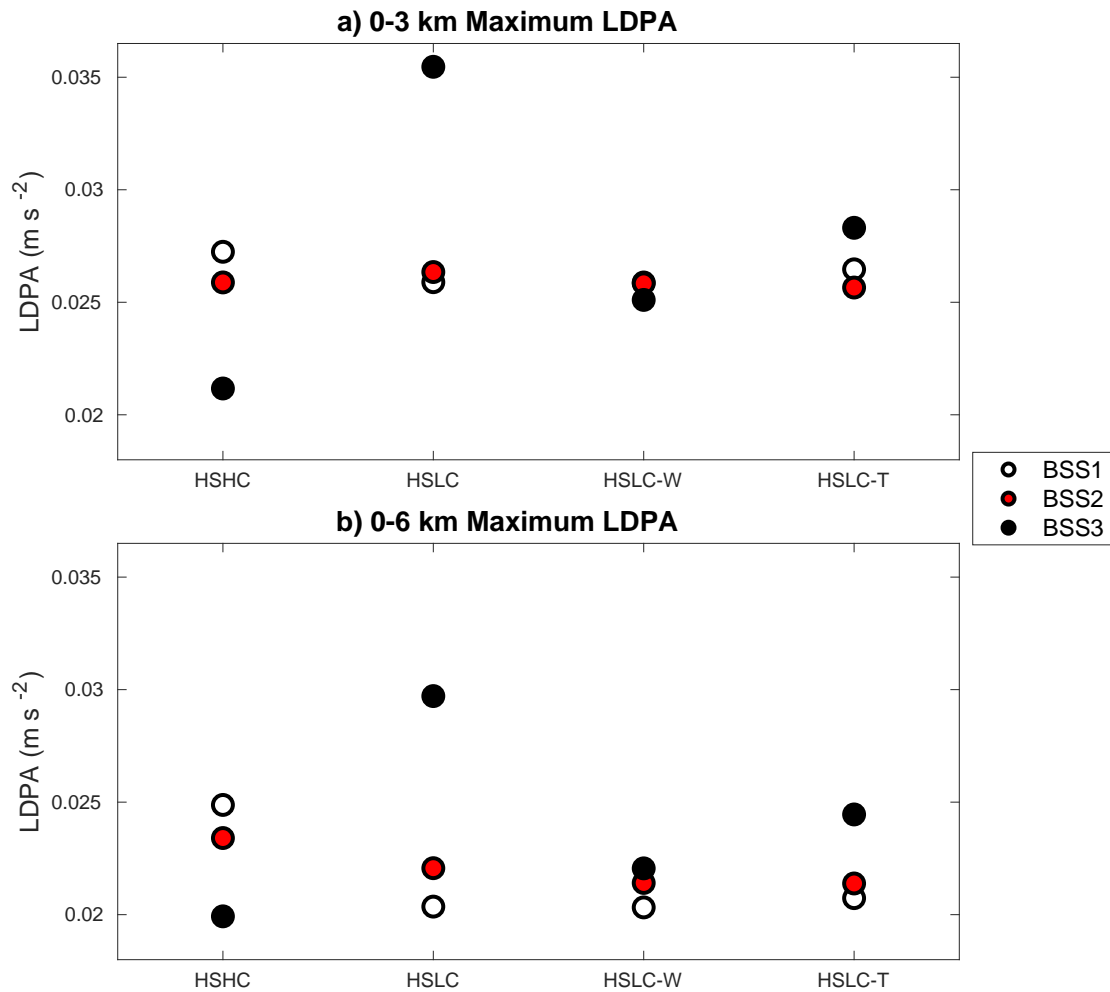 a) 0-3 km Maximum LDPA
LDPA (m s -2)
0.035
0.03
0.025
0.02
HSHC HSLC HSLC-W HSLC-T
BSS1
BSS2
BSS3
b) 0-6 km Maximum LDPA
LDPA (m s -2)
0.035
0.03
0.025
0.02
HSHC HSLC HSLC-W HSLC-T